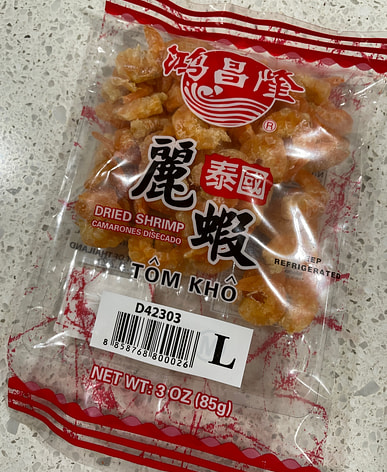 鴻昌隆
®
麗
泰國
蝦
DRIED SHRIMP
CAMARONES DISECADO
REFRIGERATED
TÔM KHÔ
D42303
8 858768 800026
L
NET WT: 3 OZ (85g)